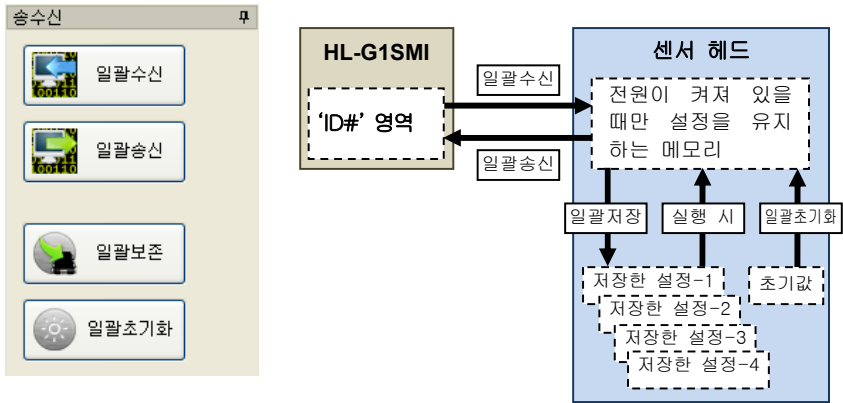 송수신
일괄수신
일괄송신
일괄보존
일괄초기화
HL-G1SMI
‘ID#’ 영역
일괄수신
일괄송신
센서 헤드
전원이 켜져 있을
때만 설정을 유지
하는 메모리
일괄저장
실행 시
일괄초기화
저장한 설정-1
저장한 설정-2
저장한 설정-3
저장한 설정-4
초기값